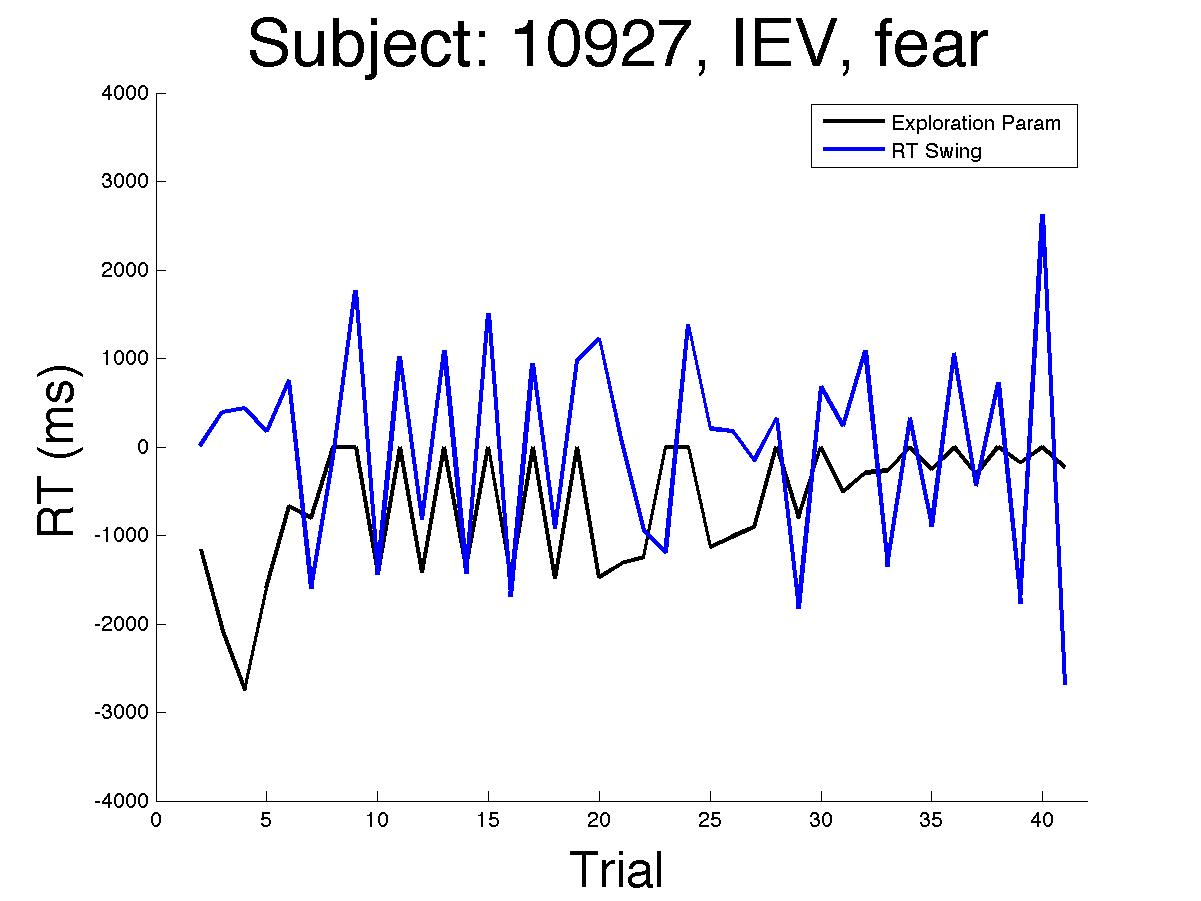 Subject: 10927, IEV, fear
4000
3000
2000
1000
0
-1000
-2000
-3000
-4000
RT (ms)
Exploration Param
RT Swing
0 5 10 15 20 25 30 35 40
Trial